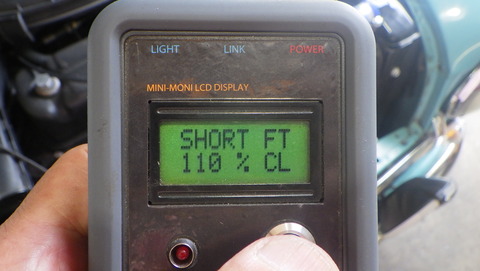 LIGHT LINK POWER
MINI-MONI LCD DISPLAY
SHORT FT
110 % CL